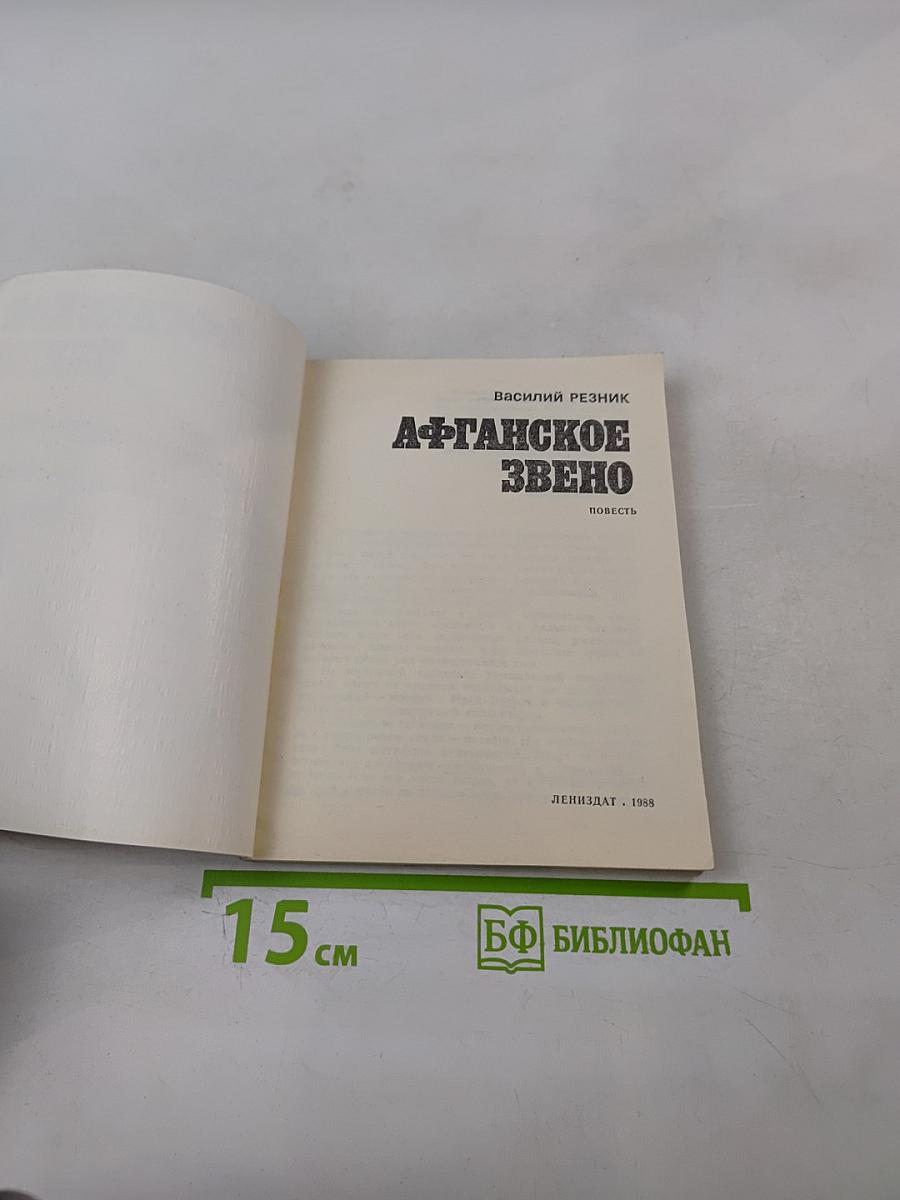 Василий РЕЗНИК
АФГАНСКОЕ
ЗВЕНО
ПОВЕСТЬ
ЛЕНИЗДАТ . 1988
15 см
БФ БИБЛИОФАН